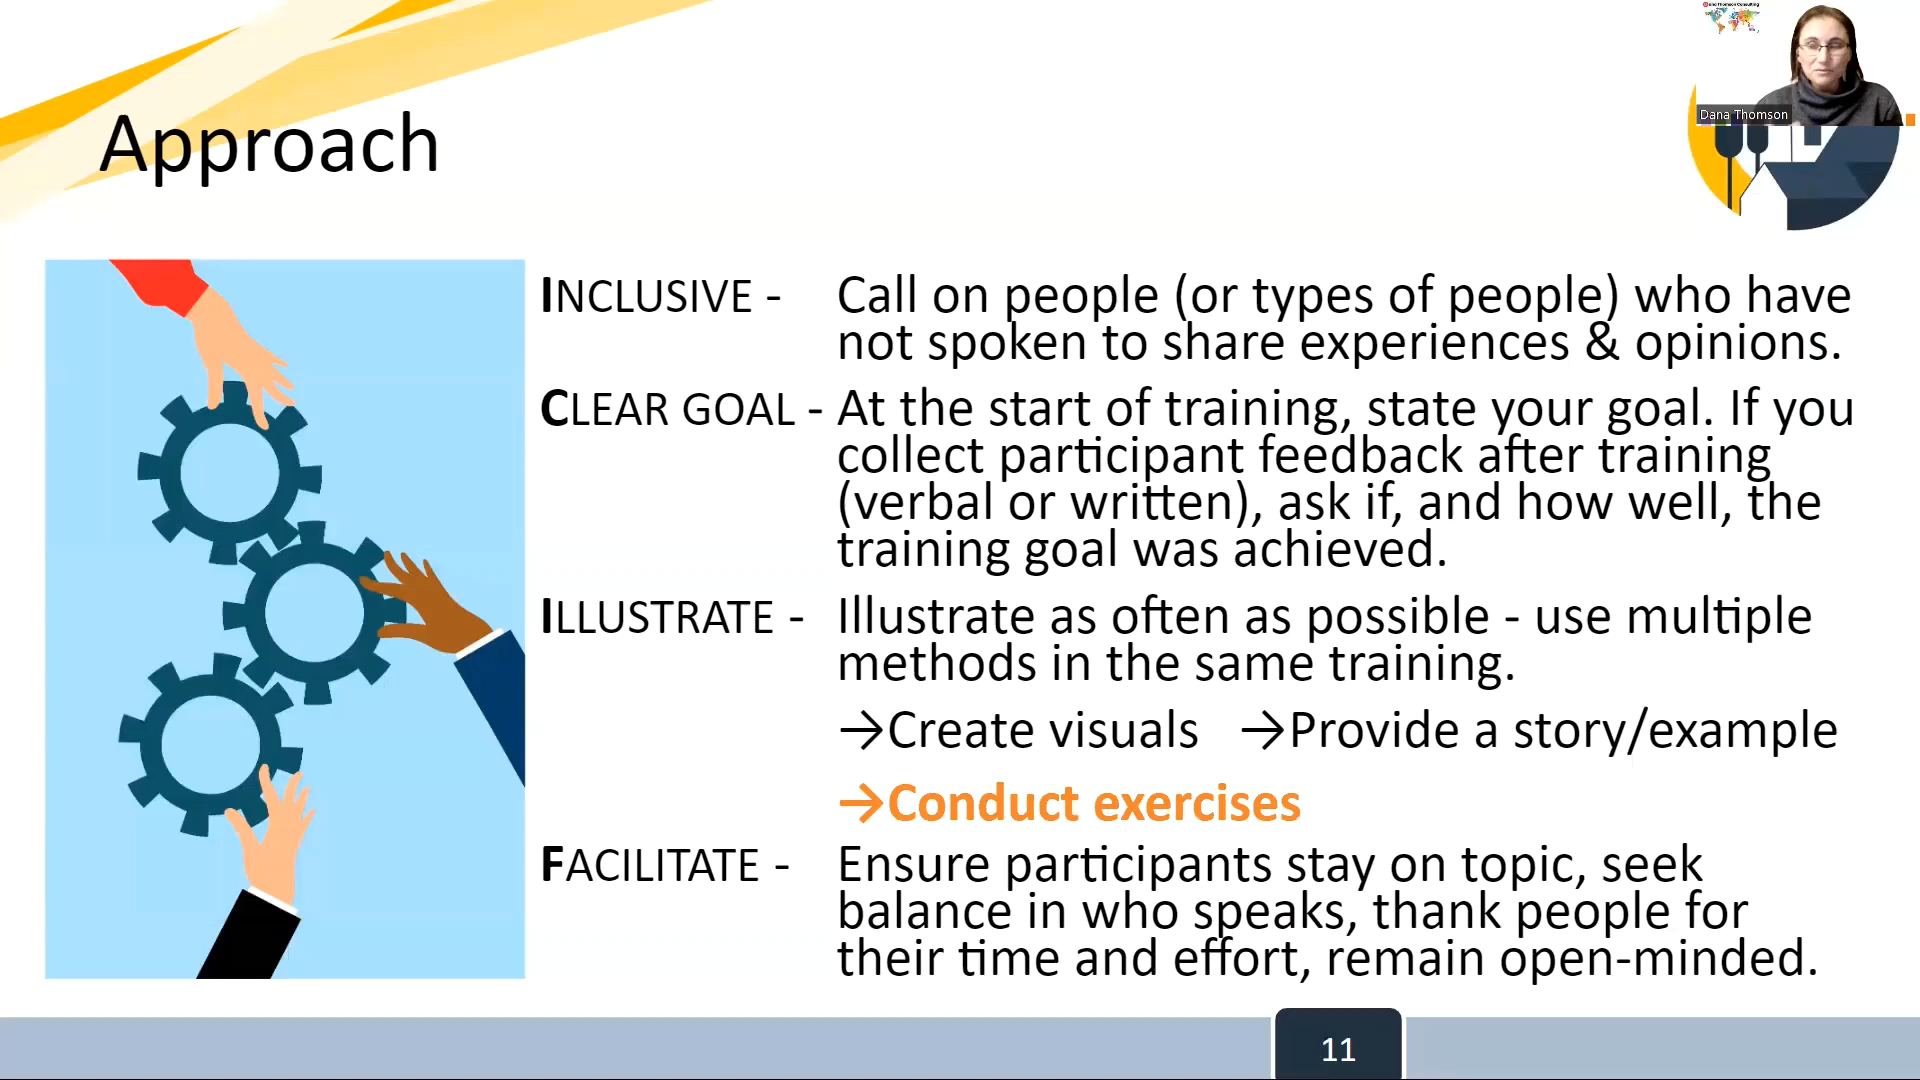 Dana Thomson Consulting
Dana Thomson
Approach
INCLUSIVE - Call on people (or types of people) who have
not spoken to share experiences & opinions.
CLEAR GOAL - At the start of training, state your goal. If you
collect participant feedback after training
(verbal or written), ask if, and how well, the
training goal was achieved.
ILLUSTRATE - Illustrate as often as possible - use multiple
methods in the same training.
→Create visuals →Provide a story/example
→Conduct exercises
FACILITATE - Ensure participants stay on topic, seek
balance in who speaks, thank people for
their time and effort, remain open-minded.
11